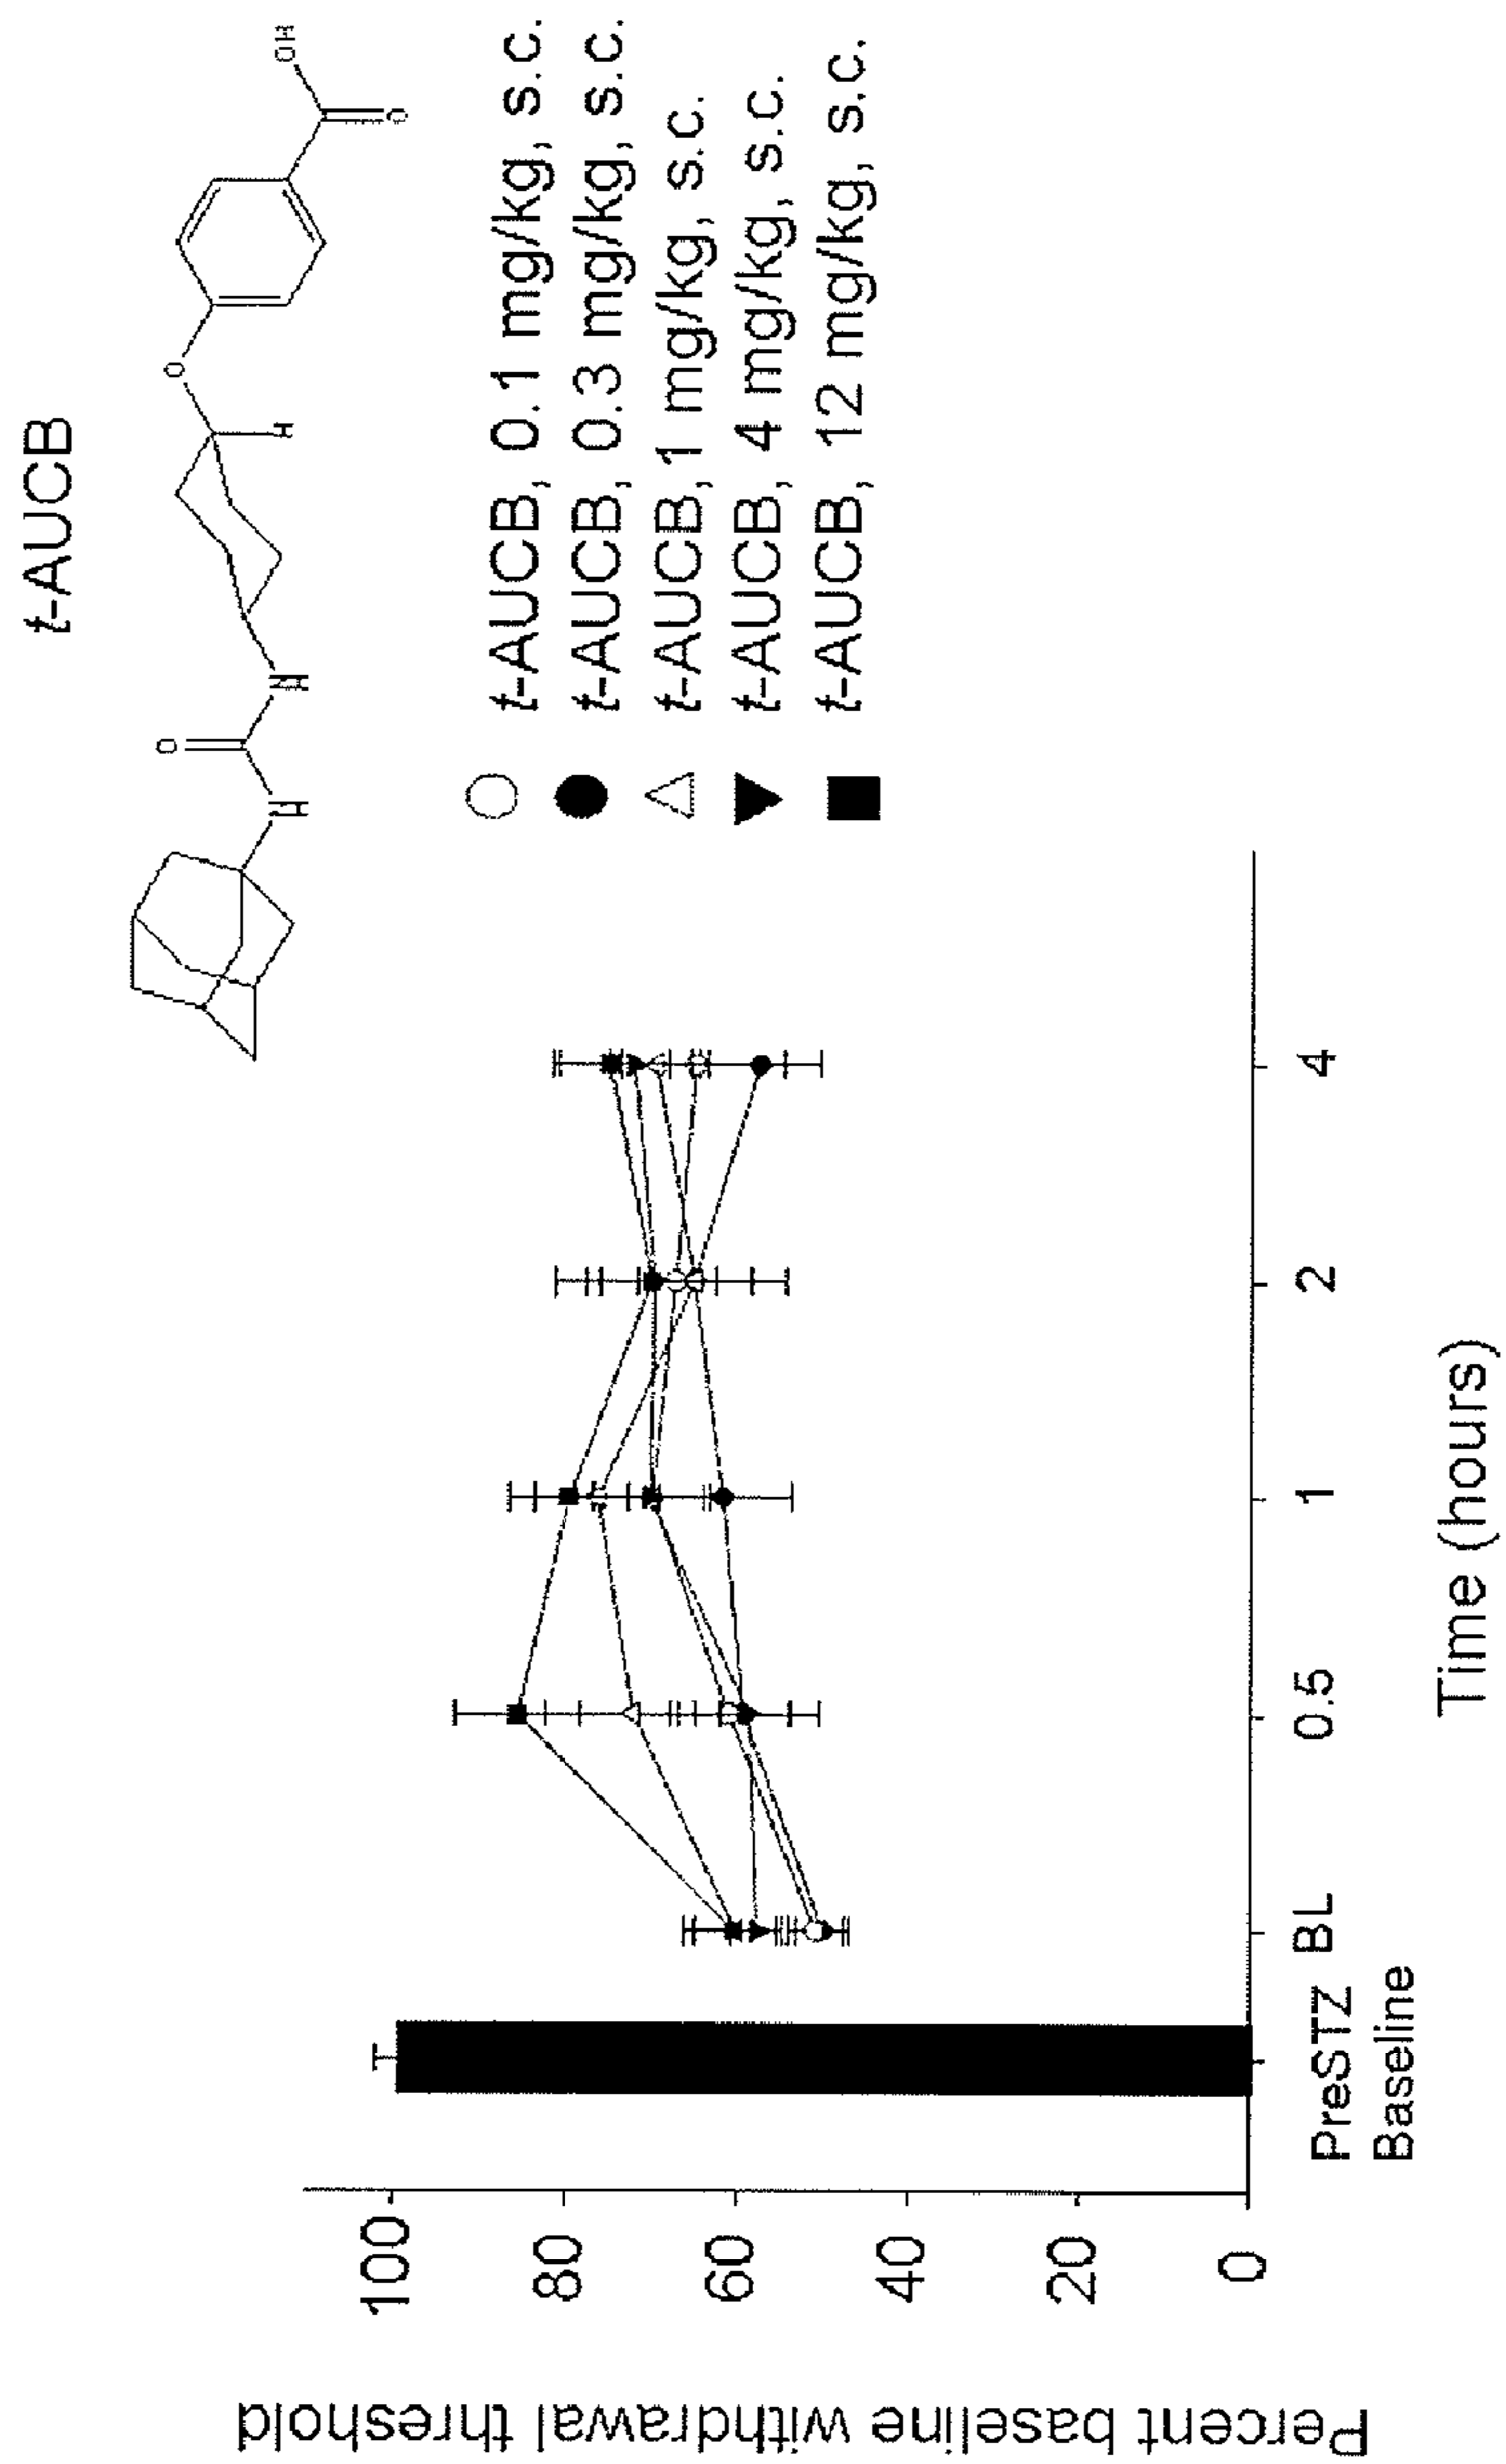 t-AUCB
O
OH
O
NH
NH
H
O
t-AUCB, 0.1 mg/kg, s.c.
t-AUCB, 0.3 mg/kg, s.c.
t-AUCB, 1 mg/kg, s.c.
t-AUCB, 4 mg/kg, s.c.
t-AUCB, 12 mg/kg, s.c.
Percent baseline withdrawal threshold
100
80
60
40
20
0
PreSTZ
Baseline
BL
0.5
1
2
4
Time (hours)